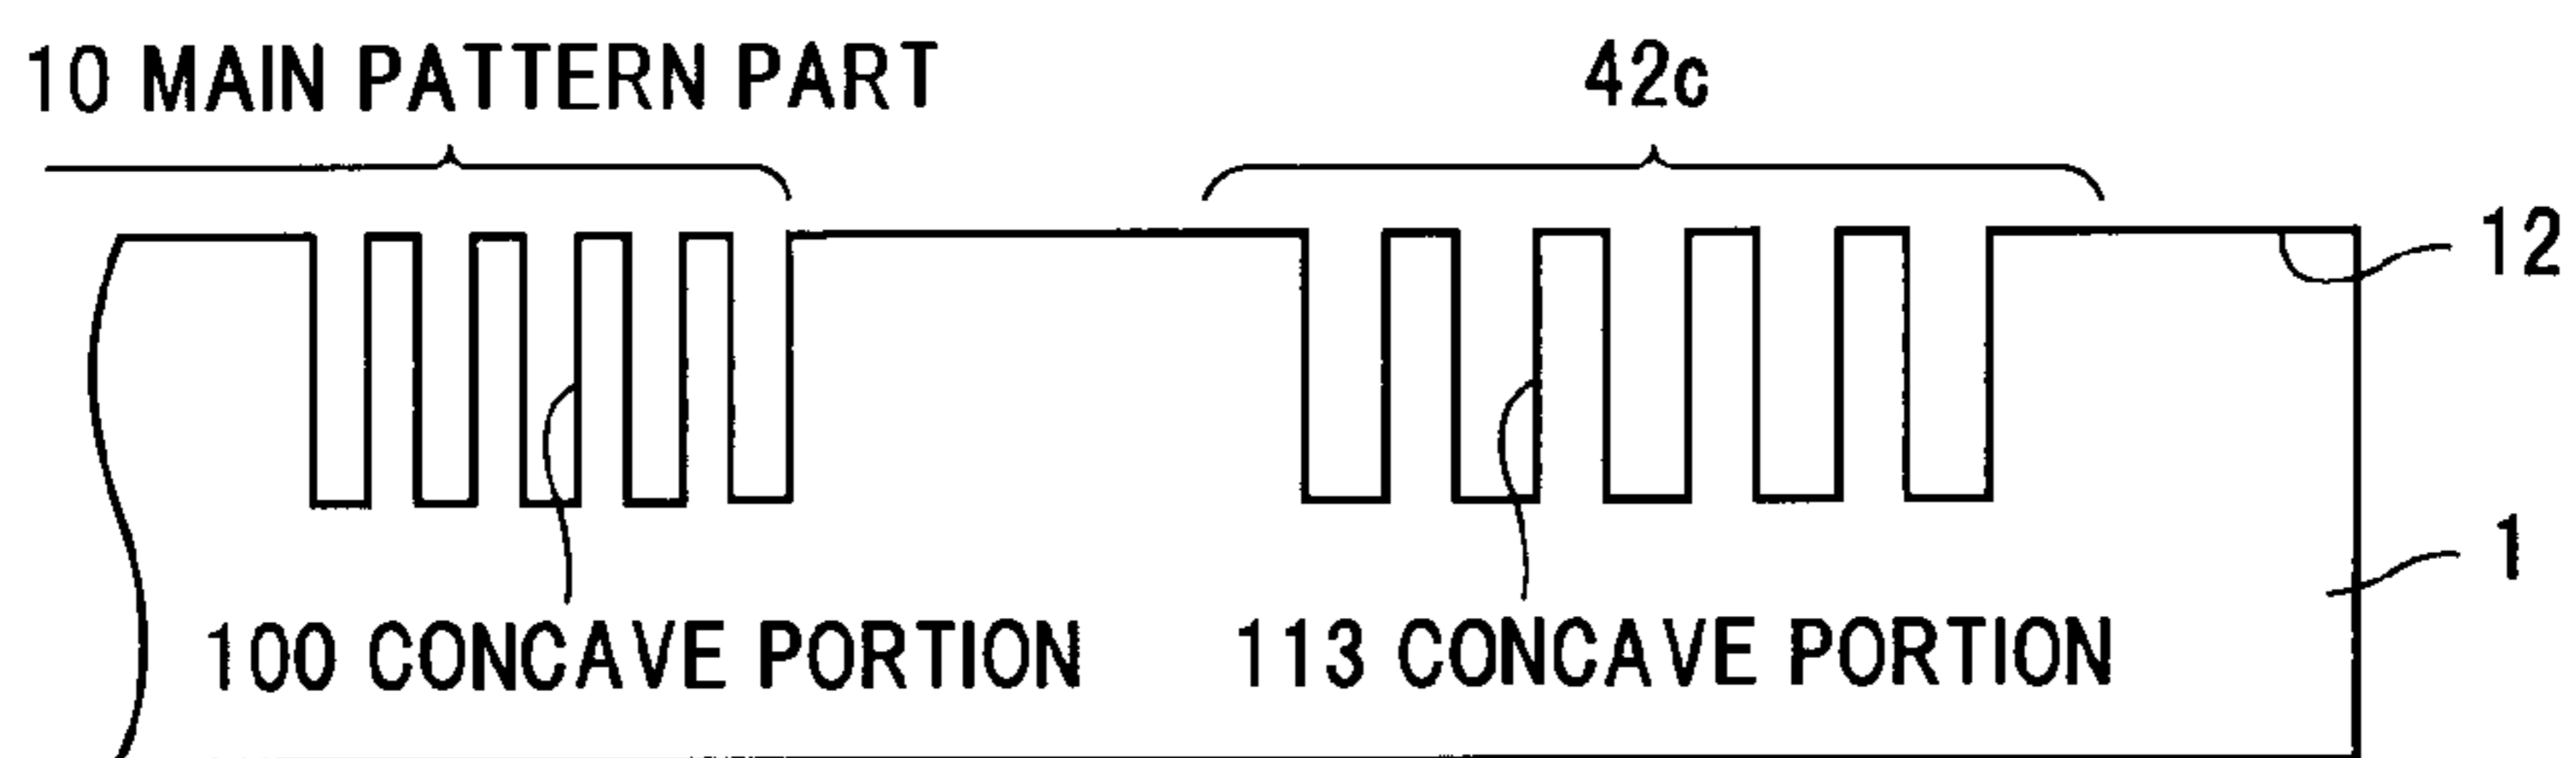 10 MAIN PATTERN PART
42c
12
1
100 CONCAVE PORTION
113 CONCAVE PORTION